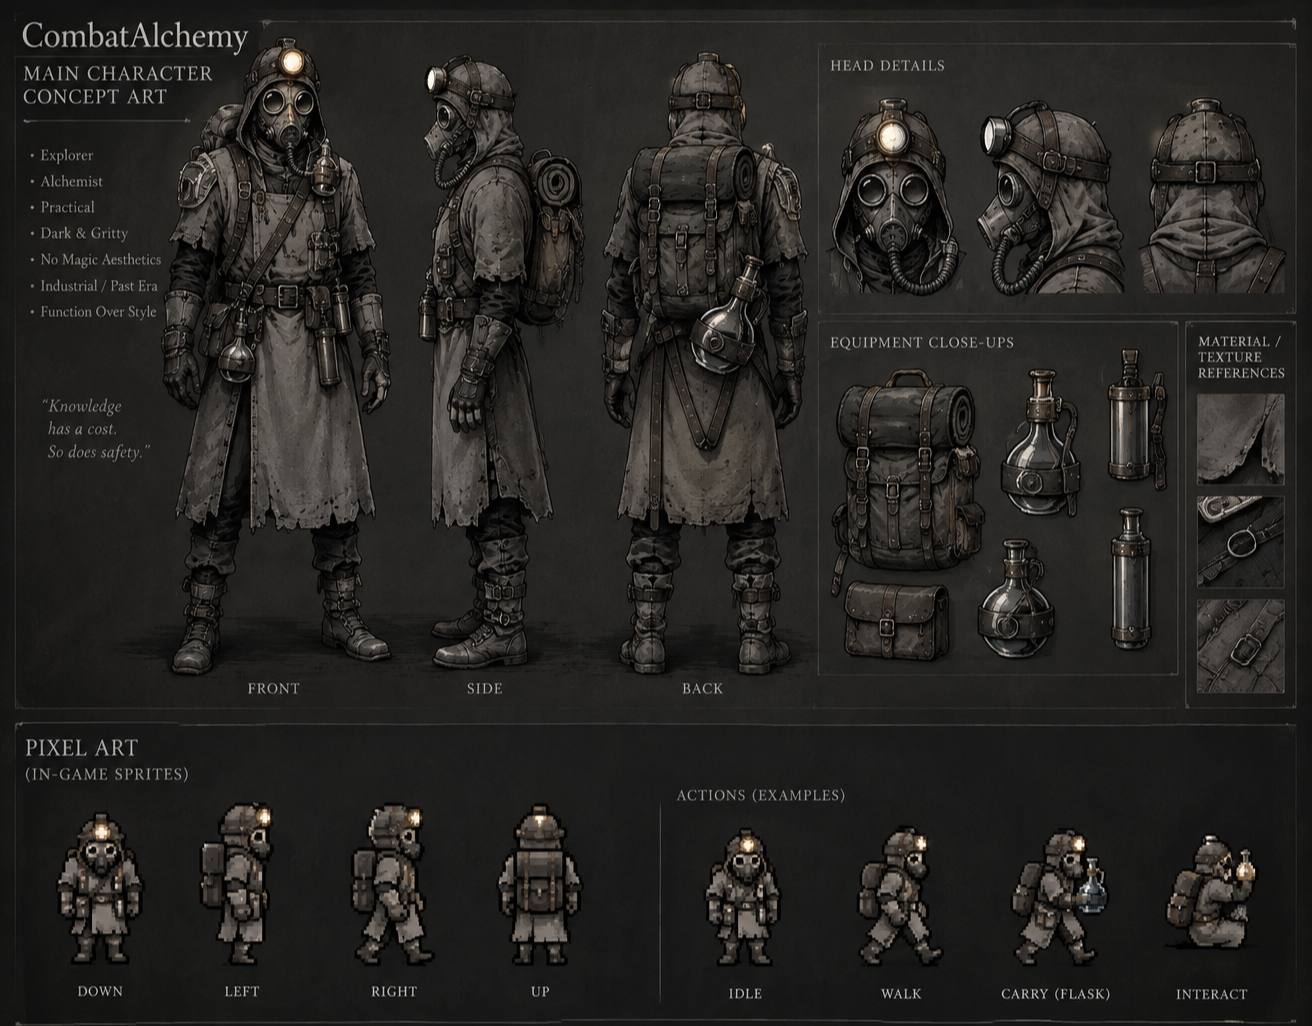 CombatAlchemy
MAIN CHARACTER
CONCEPT ART
• Explorer
• Alchemist
• Practical
• Dark & Gritty
• No Magic Aesthetics
• Industrial / Past Era
• Function Over Style
“Knowledge
has a cost.
So does safety.”
FRONT
SIDE
BACK
HEAD DETAILS
EQUIPMENT CLOSE-UPS
MATERIAL /
TEXTURE
REFERENCES
PIXEL ART
(IN-GAME SPRITES)
DOWN
LEFT
RIGHT
UP
ACTIONS (EXAMPLES)
IDLE
WALK
CARRY (FLASK)
INTERACT